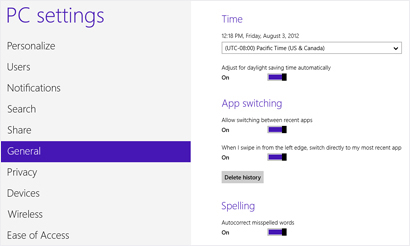 PC settings
Personalize
Users
Notifications
Search
Share
General
Privacy
Devices
Wireless
Ease of Access
Time
12:18 PM, Friday, August 3, 2012
(UTC-08:00) Pacific Time (US & Canada)
Adjust for daylight saving time automatically
On
App switching
Allow switching between recent apps
On
When I swipe in from the left edge, switch directly to my most recent app
On
Delete history
Spelling
Autocorrect misspelled words
On